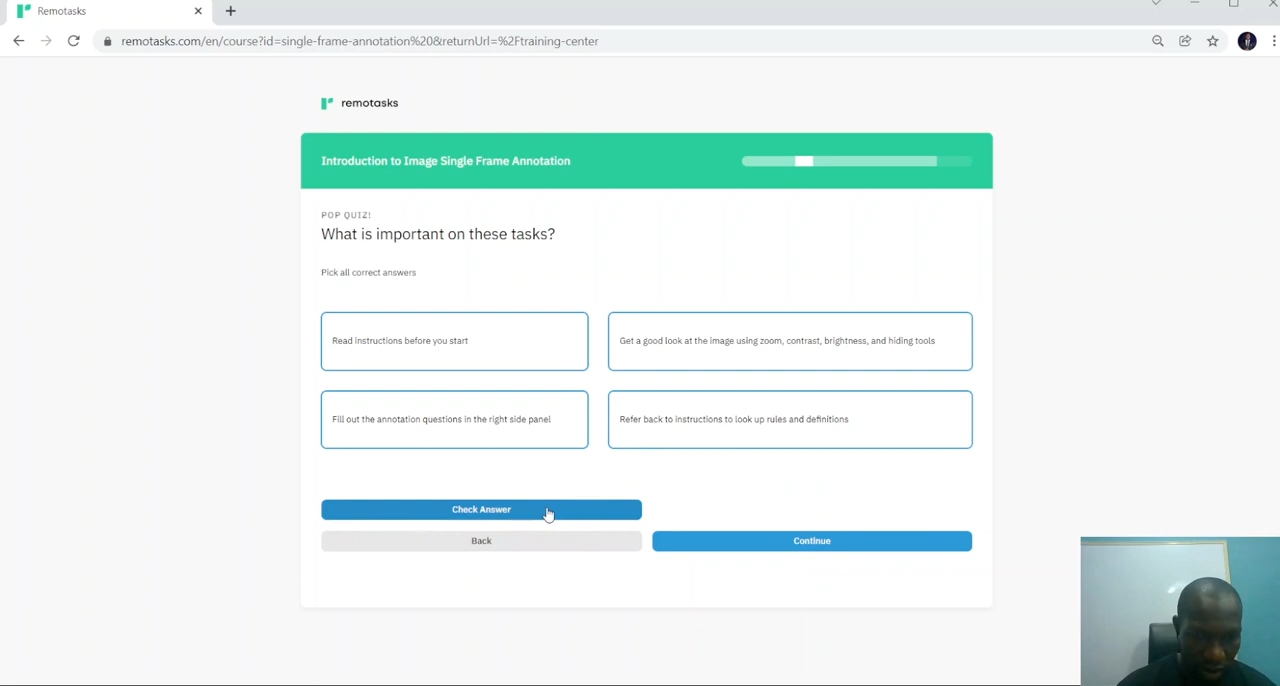 Remotasks
remotasks.com/en/course?id=single-frame-annotation%20&returnUrl=%2Ftraining-center
remotasks
Introduction to Image Single Frame Annotation
POP QUIZ!
What is important on these tasks?
Pick all correct answers
Read instructions before you start
Get a good look at the image using zoom, contrast, brightness, and hiding tools
Fill out the annotation questions in the right side panel
Refer back to instructions to look up rules and definitions
Check Answer
Back
Continue